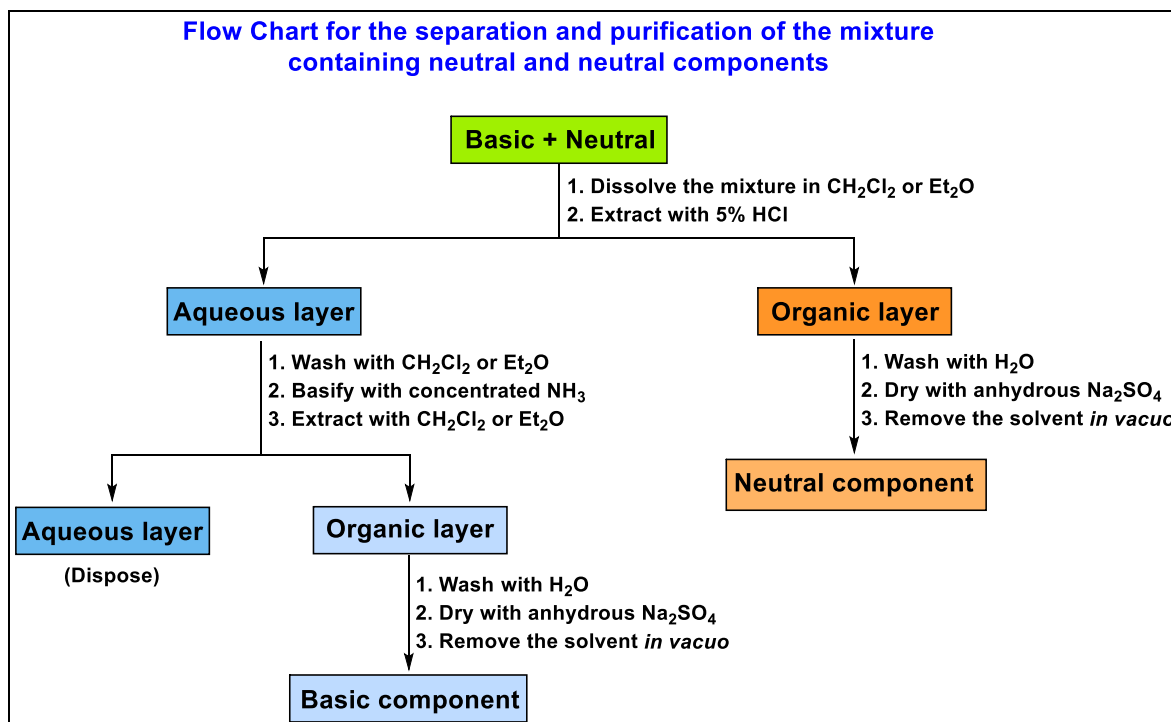 Flow Chart for the separation and purification of the mixture
containing neutral and neutral components
Basic + Neutral
1. Dissolve the mixture in CH₂Cl₂ or Et₂O
2. Extract with 5% HCl
Aqueous layer
Organic layer
1. Wash with CH₂Cl₂ or Et₂O
2. Basify with concentrated NH₃
3. Extract with CH₂Cl₂ or Et₂O
1. Wash with H₂O
2. Dry with anhydrous Na₂SO₄
3. Remove the solvent in vacuo
Neutral component
Aqueous layer
(Dispose)
Organic layer
1. Wash with H₂O
2. Dry with anhydrous Na₂SO₄
3. Remove the solvent in vacuo
Basic component